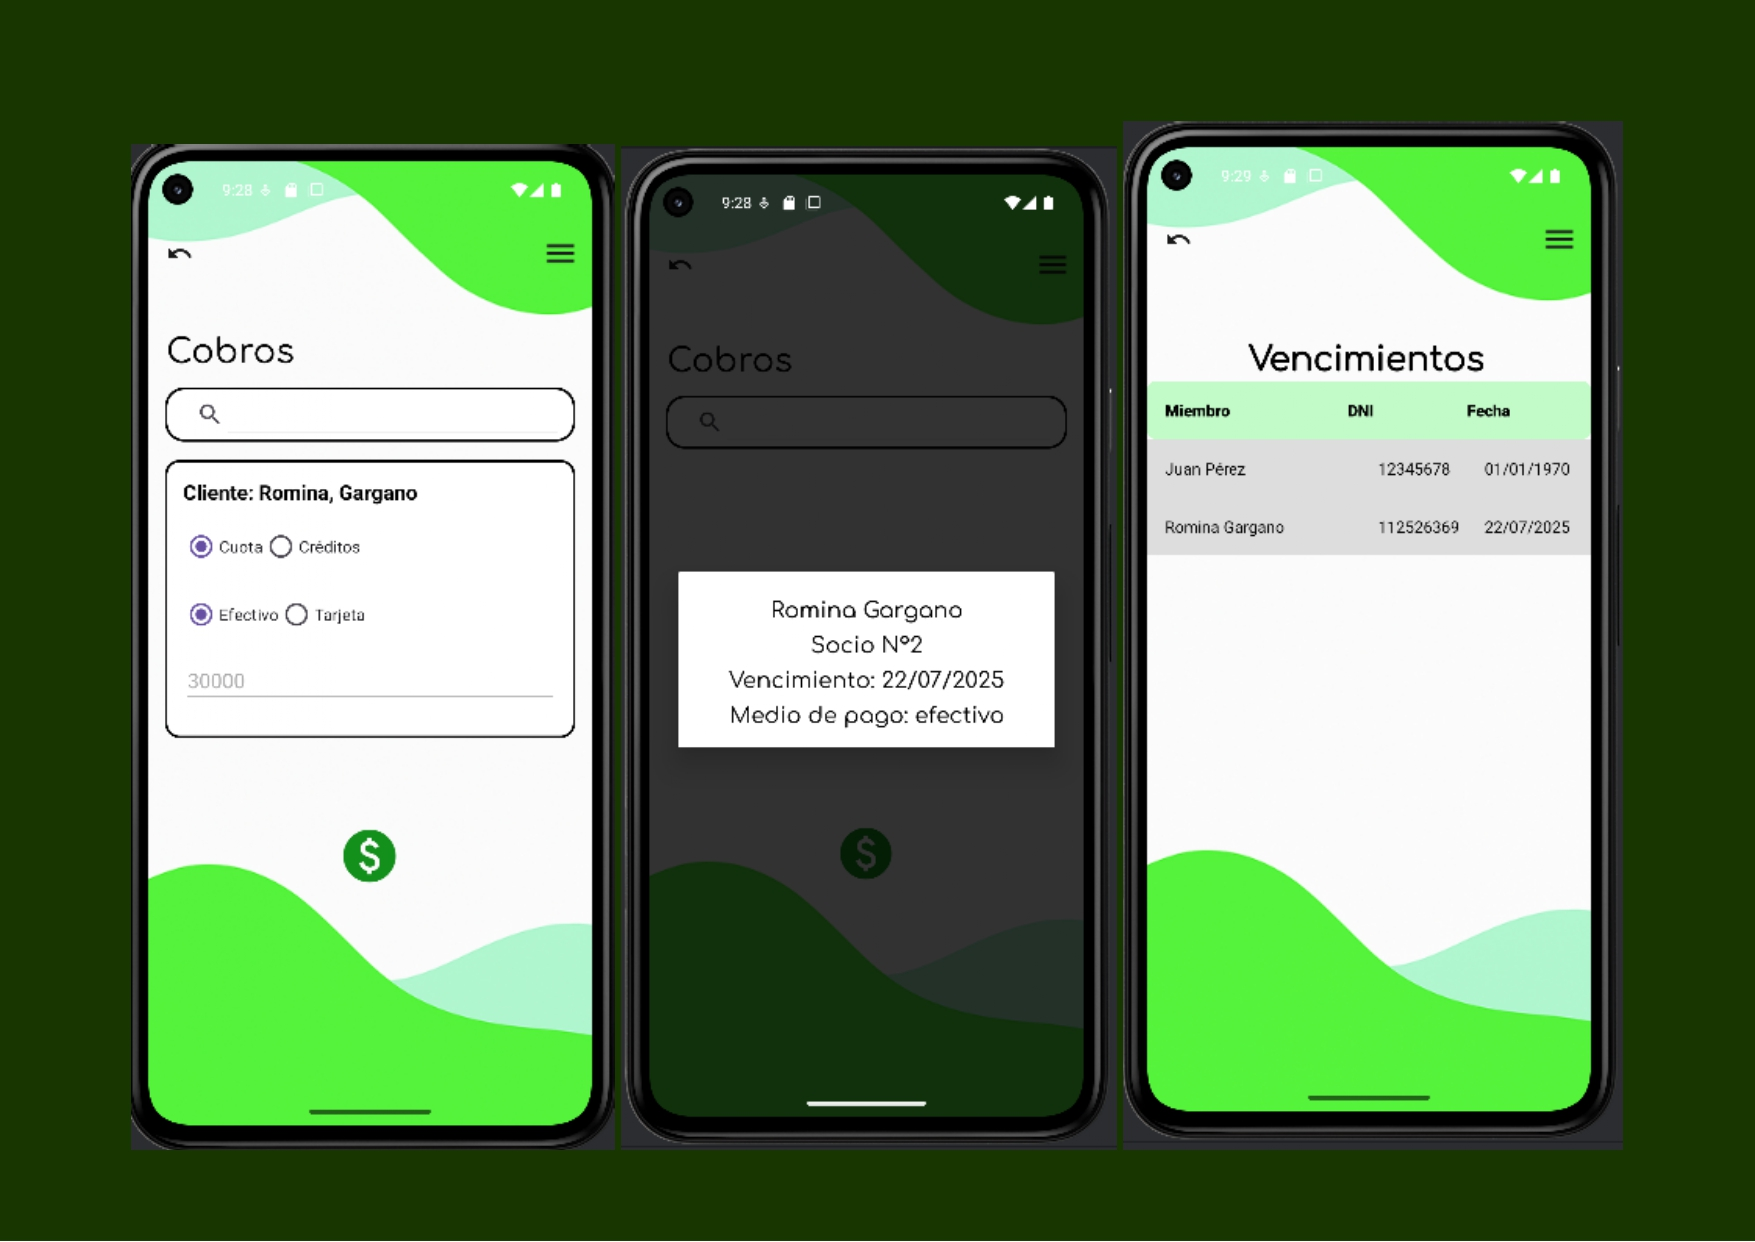 9:28
Cobros
Cliente: Romina, Gargano
Cuota Créditos
Efectivo Tarjeta
30000
$
9:28
Cobros
Romina Gargano
Socio N°2
Vencimiento: 22/07/2025
Medio de pago: efectivo
$
9:29
Vencimientos
Miembro DNI Fecha
Juan Pérez 12345678 01/01/1970
Romina Gargano 112526369 22/07/2025